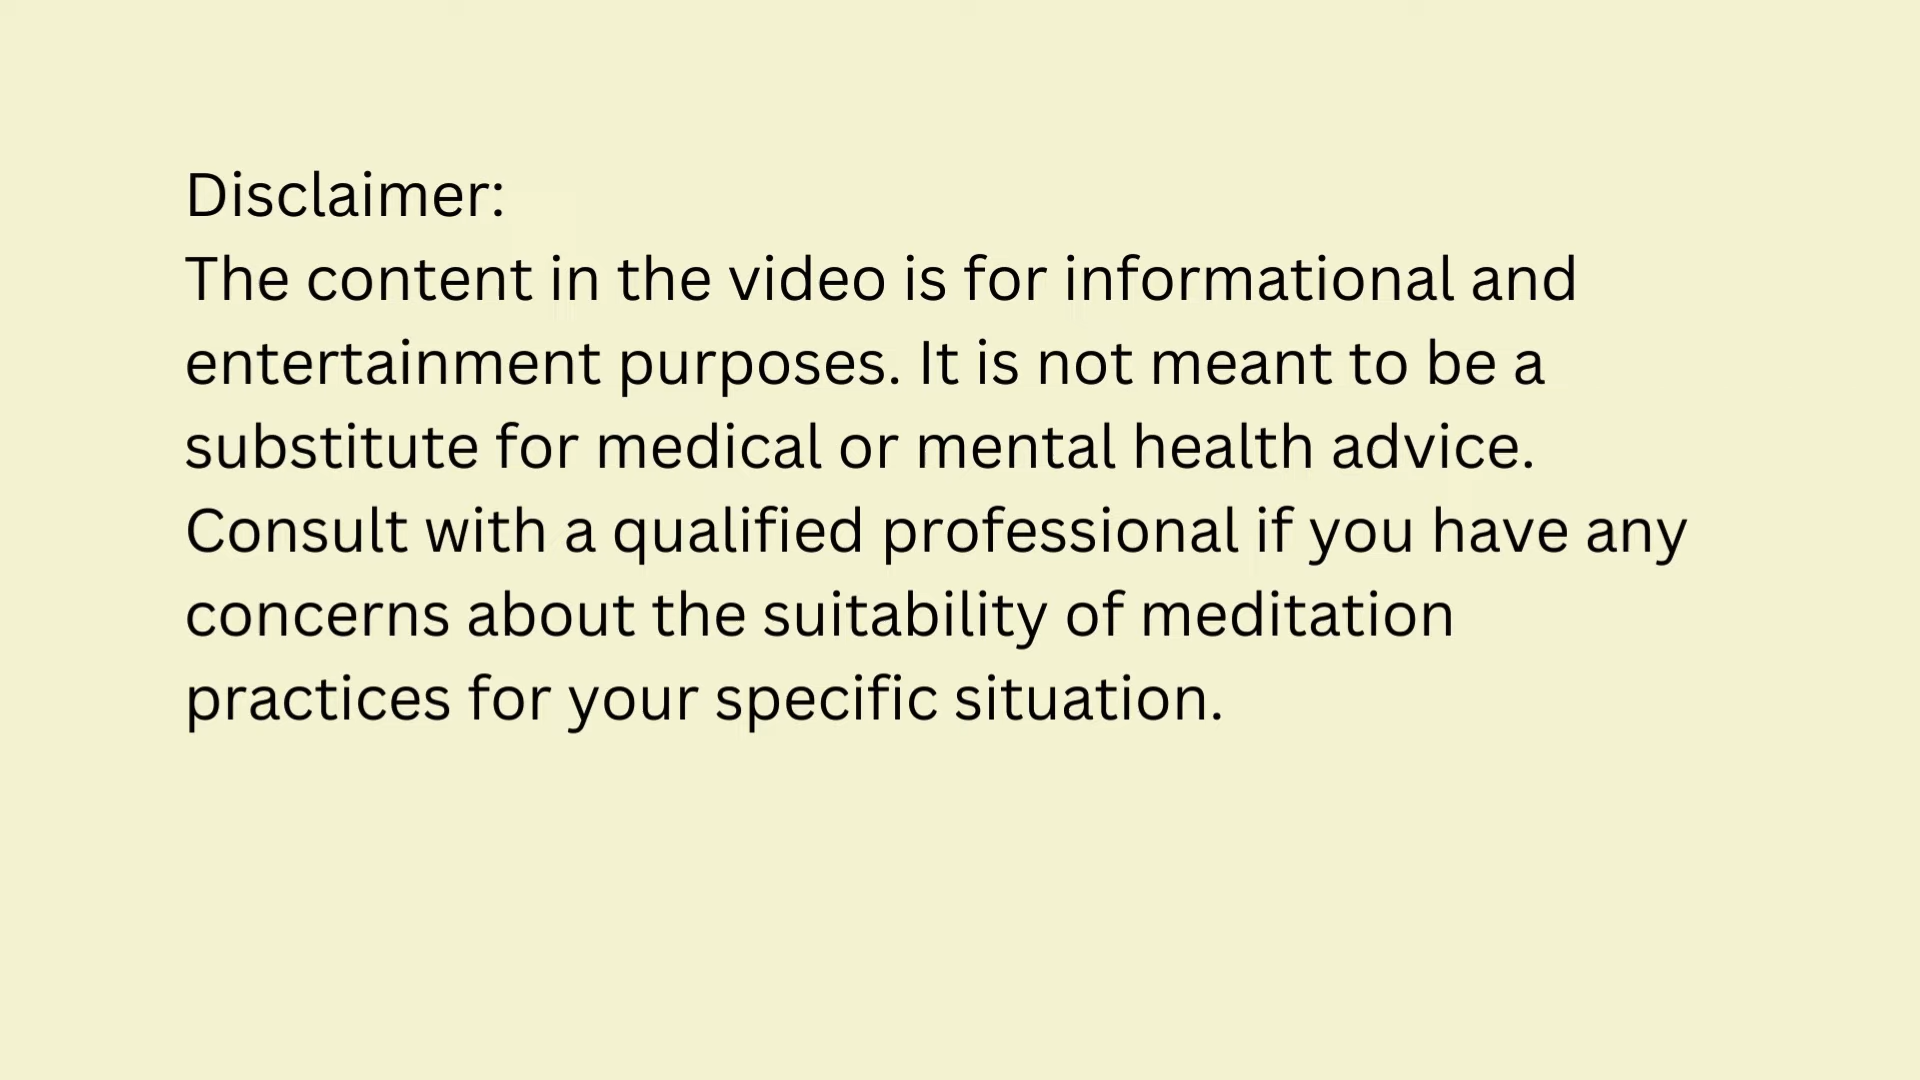 Disclaimer:
The content in the video is for informational and
entertainment purposes. It is not meant to be a
substitute for medical or mental health advice.
Consult with a qualified professional if you have any
concerns about the suitability of meditation
practices for your specific situation.